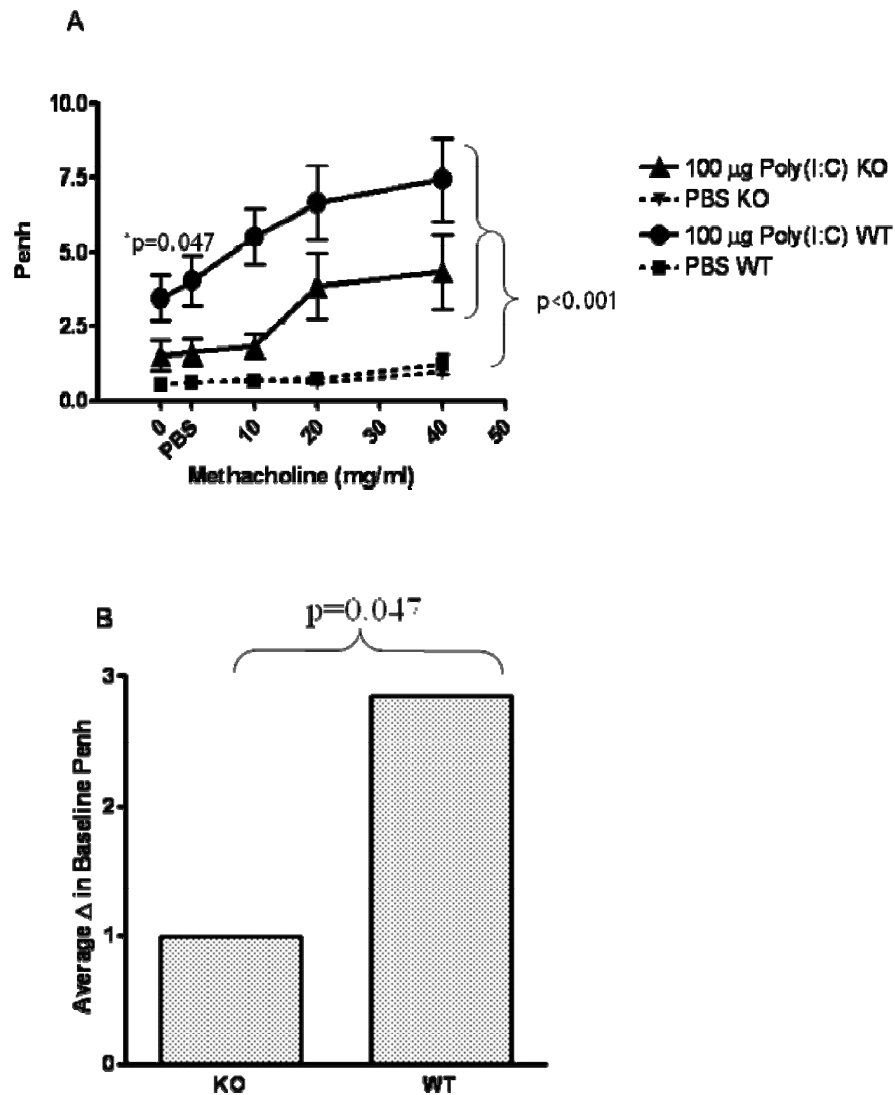 A
10.0
7.5
5.0
2.5
0.0
Penh
*p=0.047
p<0.001
0
PBS
10
20
30
40
50
Methacholine (mg/ml)
100 µg Poly(I:C) KO
PBS KO
100 µg Poly(I:C) WT
PBS WT
B
p=0.047
3
2
1
0
Average Δ in Baseline Penh
KO
WT